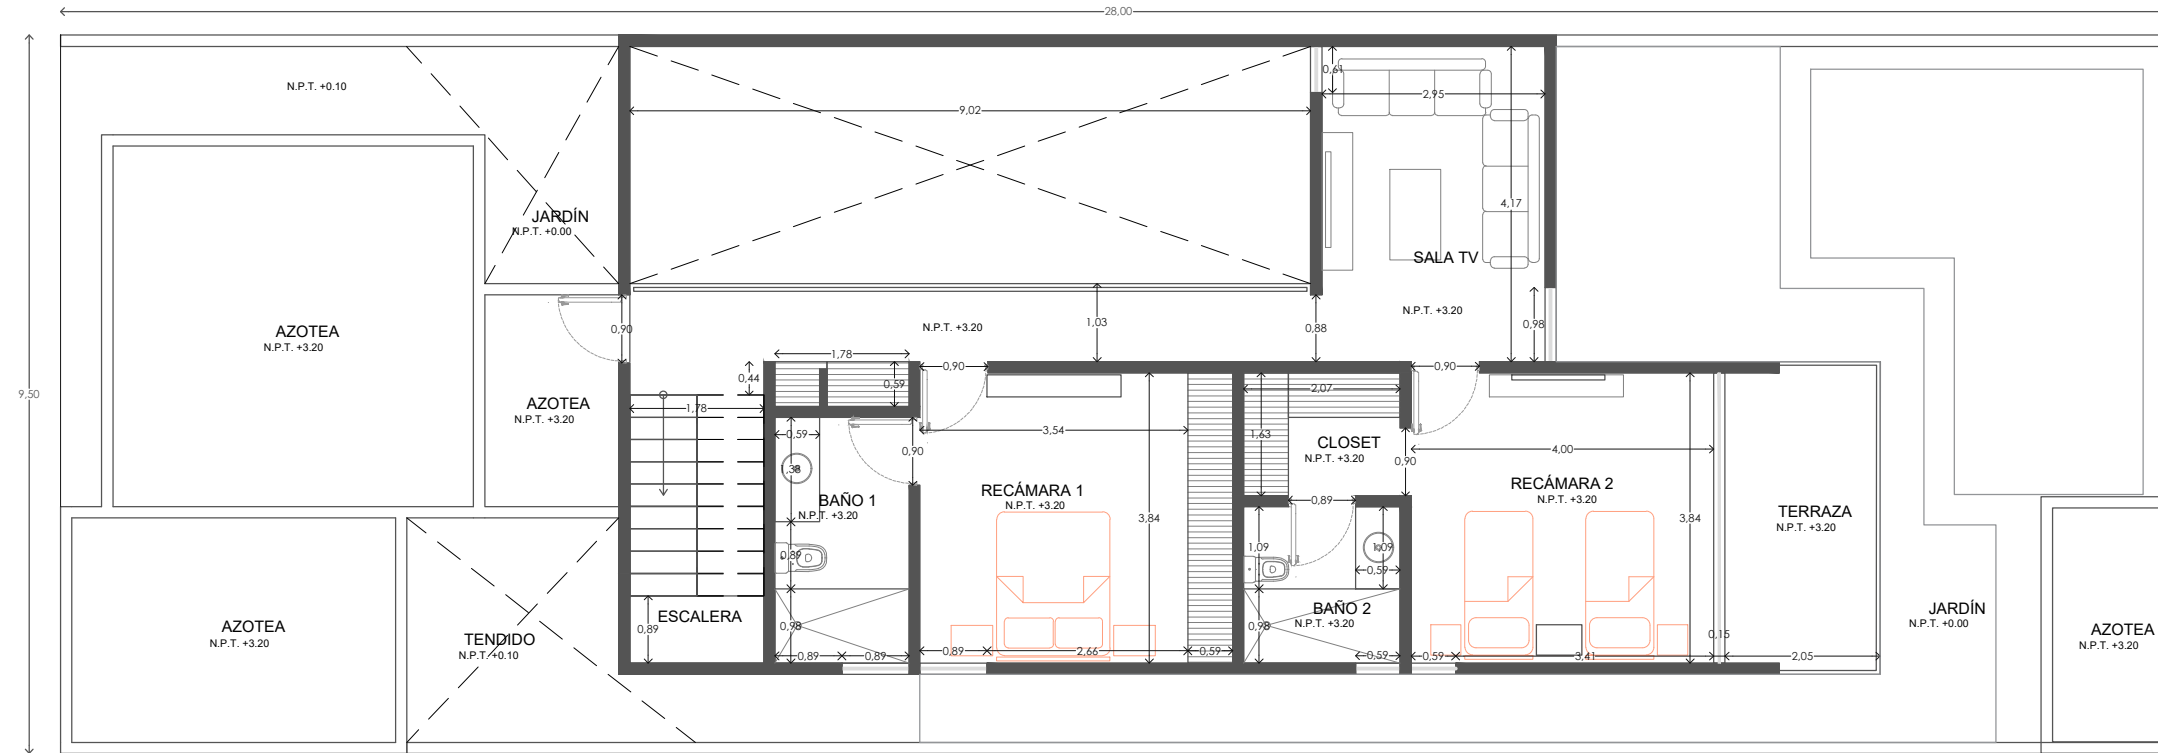 28,00
9,50
N.P.T. +0.10
0,61
2,95
9,02
4,17
JARDÍN
N.P.T. +0.00
SALA TV
N.P.T. +3.20
AZOTEA
N.P.T. +3.20
0,90
N.P.T. +3.20
1,03
0,88
0,98
1,78
0,44
0,59
0,90
0,90
AZOTEA
N.P.T. +3.20
1,78
2,07
0,59
3,54
1,63
CLOSET
N.P.T. +3.20
4,00
0,90
0,90
1,38
BAÑO 1
N.P.T. +3.20
RECÁMARA 1
N.P.T. +3.20
0,89
RECÁMARA 2
N.P.T. +3.20
3,84
3,84
TERRAZA
N.P.T. +3.20
0,89
1,09
1,09
0,59
ESCALERA
0,89
0,98
BAÑO 2
N.P.T. +3.20
0,98
AZOTEA
N.P.T. +3.20
TENDIDO
N.P.T. +0.10
JARDÍN
N.P.T. +0.00
AZOTEA
N.P.T. +3.20
0,15
0,89
0,89
0,89
2,66
0,59
0,59
0,59
3,41
2,05